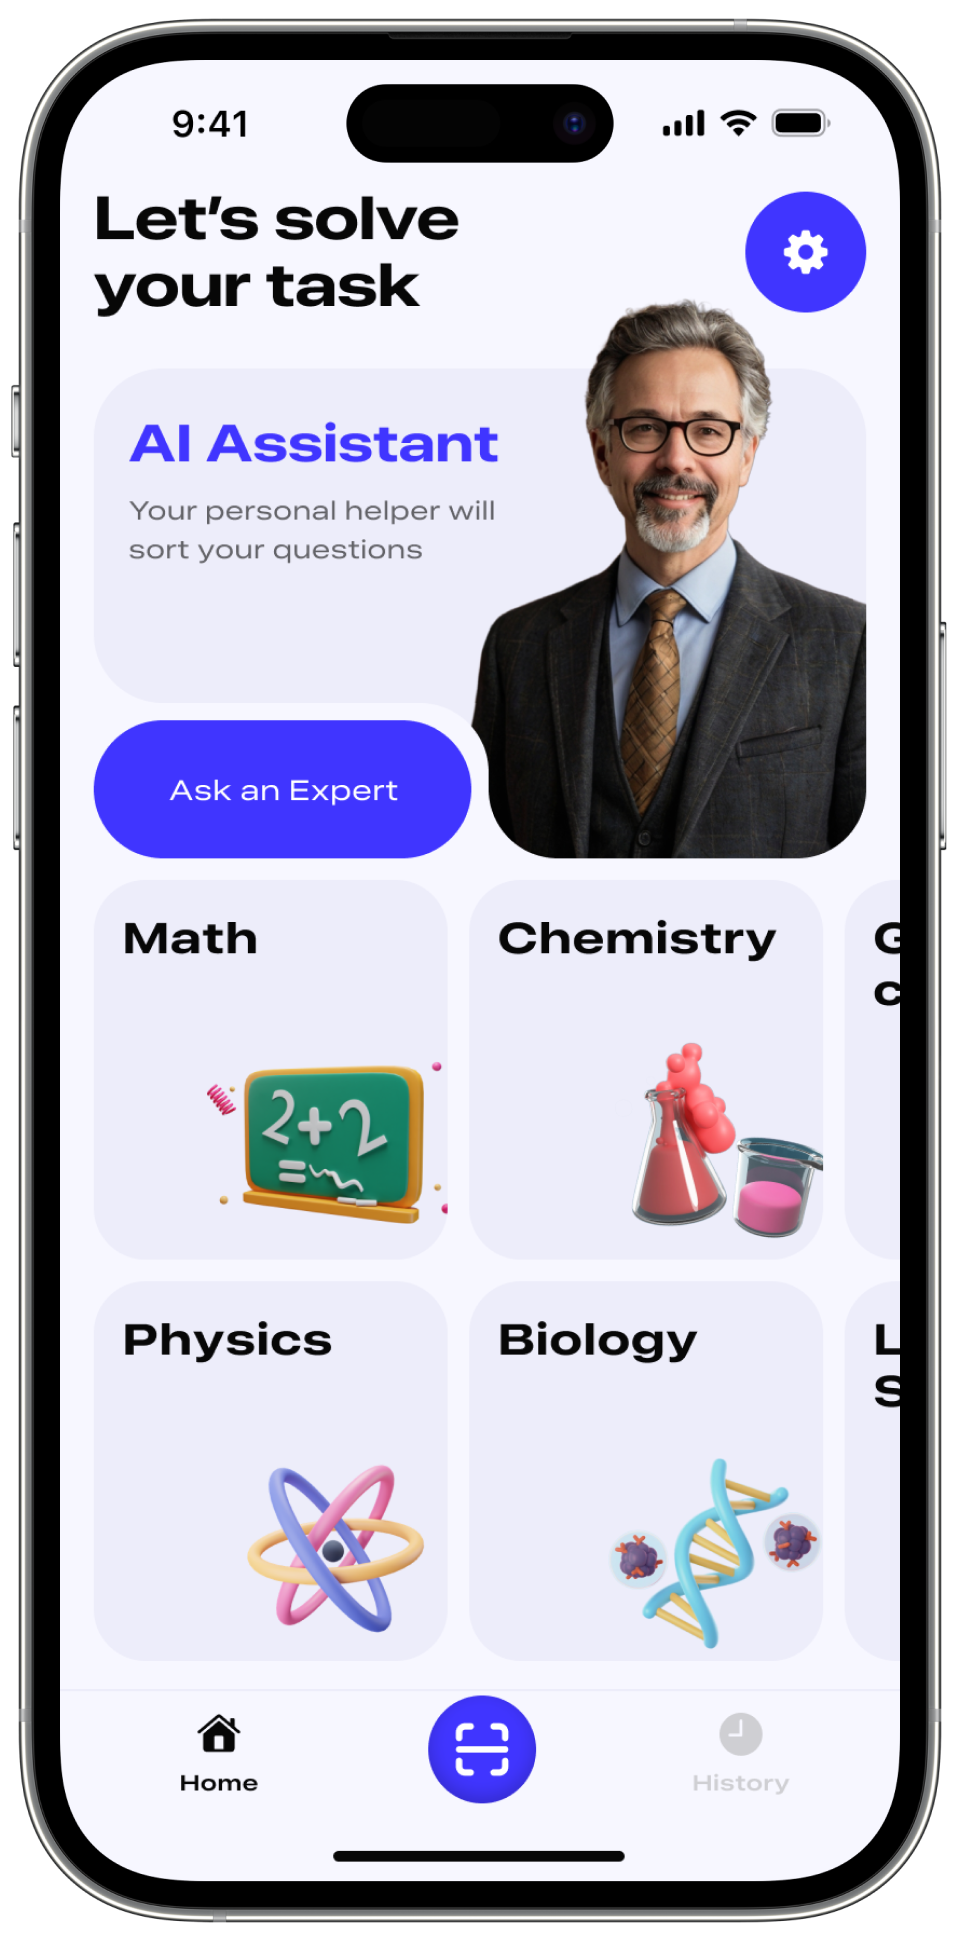 9:41
Let's solve
your task
AI Assistant
Your personal helper will
sort your questions
Ask an Expert
Math
Chemistry
2+2
=
Physics
Biology
Home
History